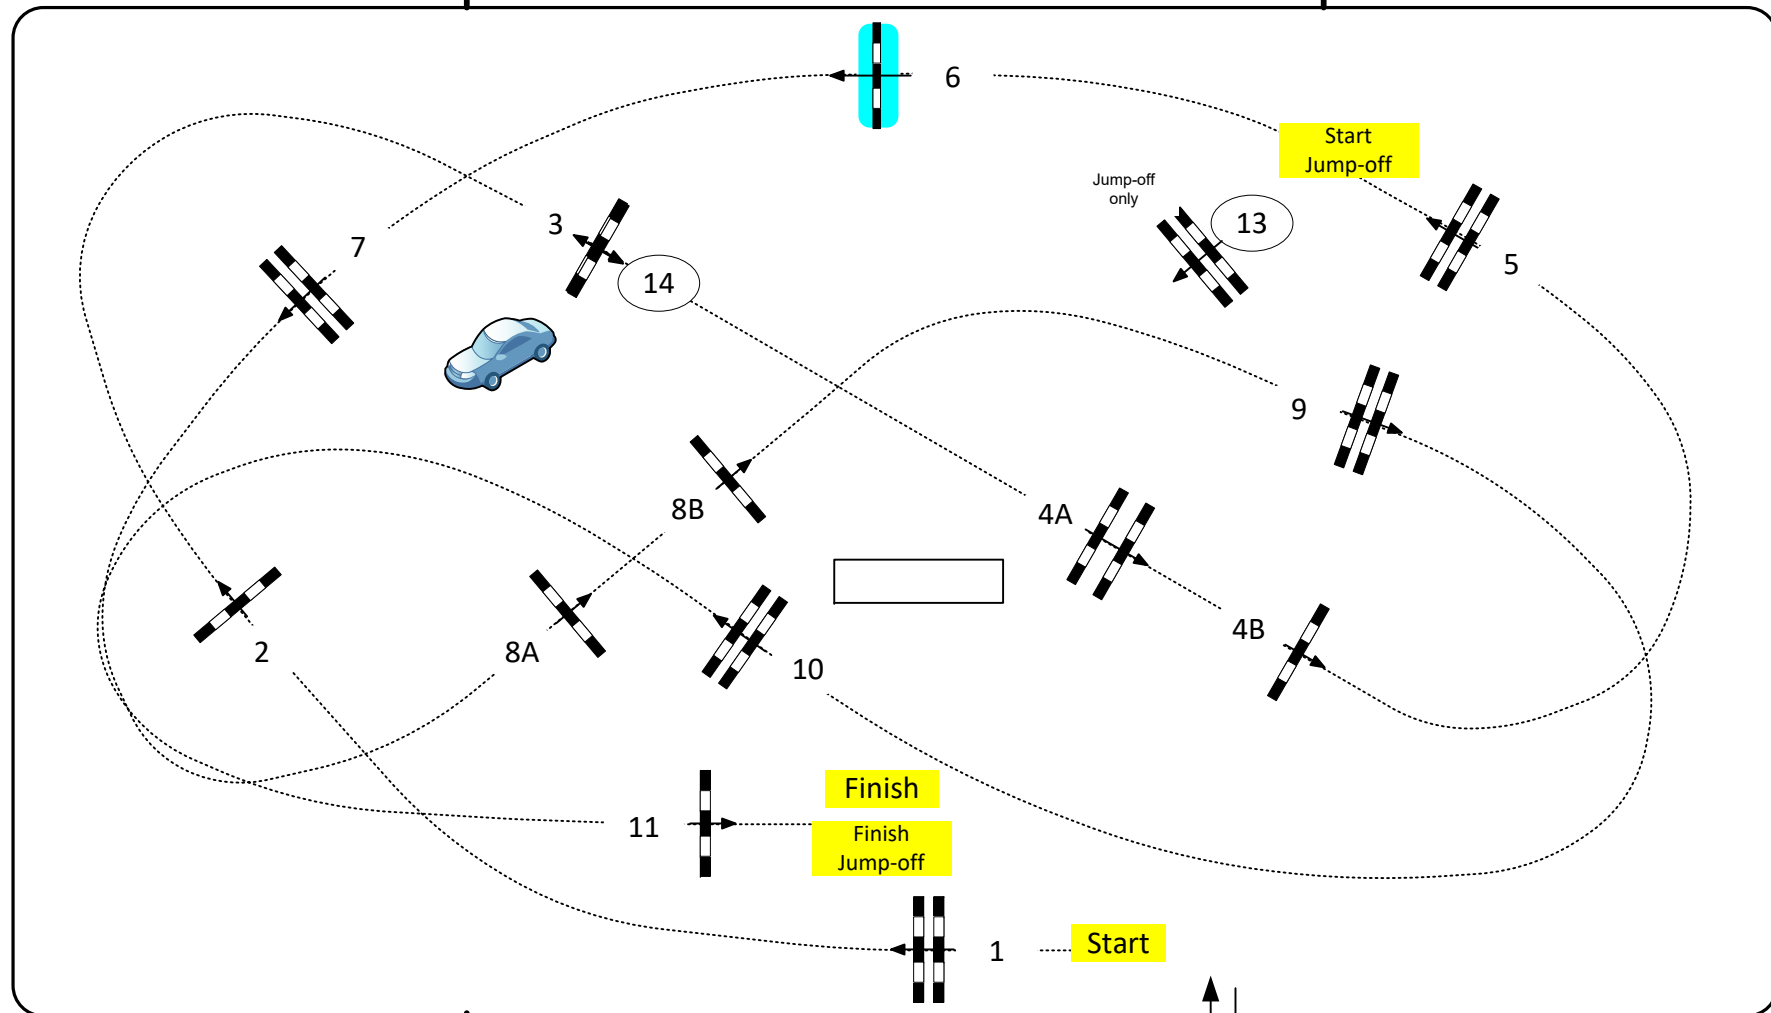 6
Start
Jump-off
Jump-off
only
13
3
7
5
14
9
8B
4A
4B
2
8A
10
Finish
11
Finish
Jump-off
1
Start